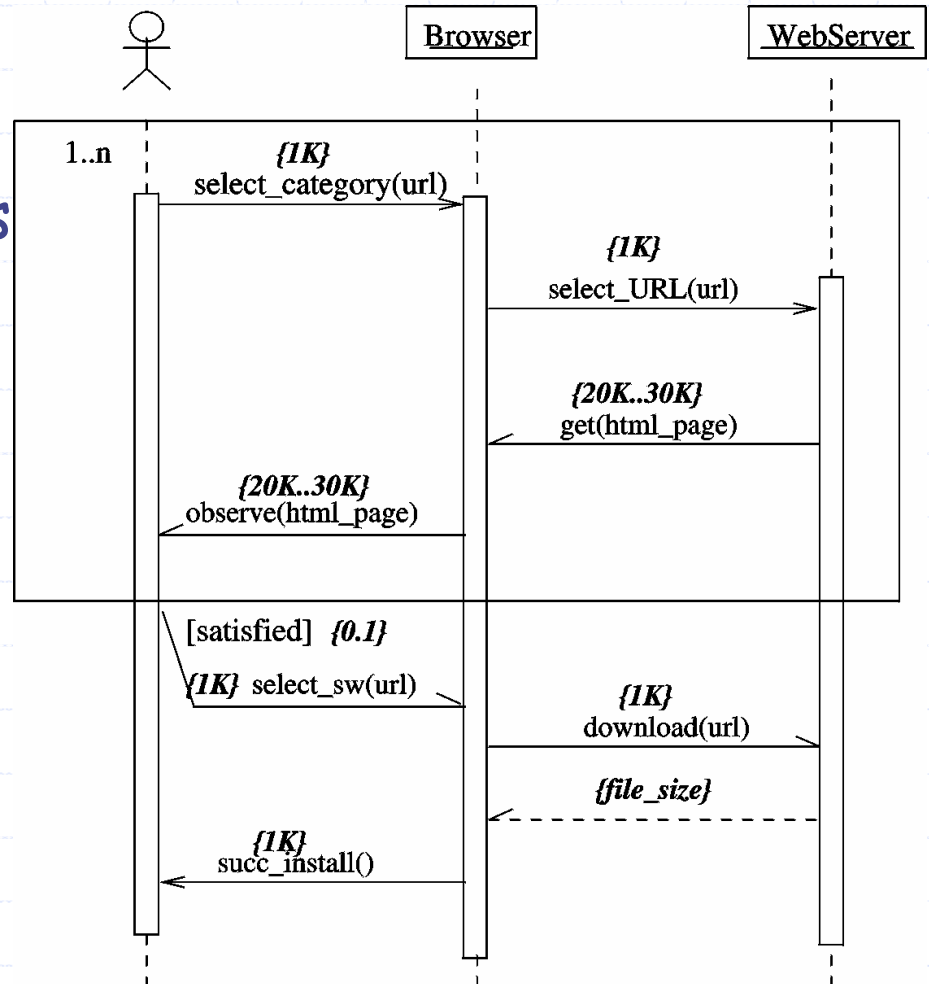 Browser
WebServer
1..n
{1K}
select_category(url)
s
{1K}
select_URL(url)
{20K..30K}
get(html_page)
{20K..30K}
observe(html_page)
[satisfied] {0.1}
{1K} select_sw(url)
{1K}
download(url)
{file_size}
{1K}
succ_install()